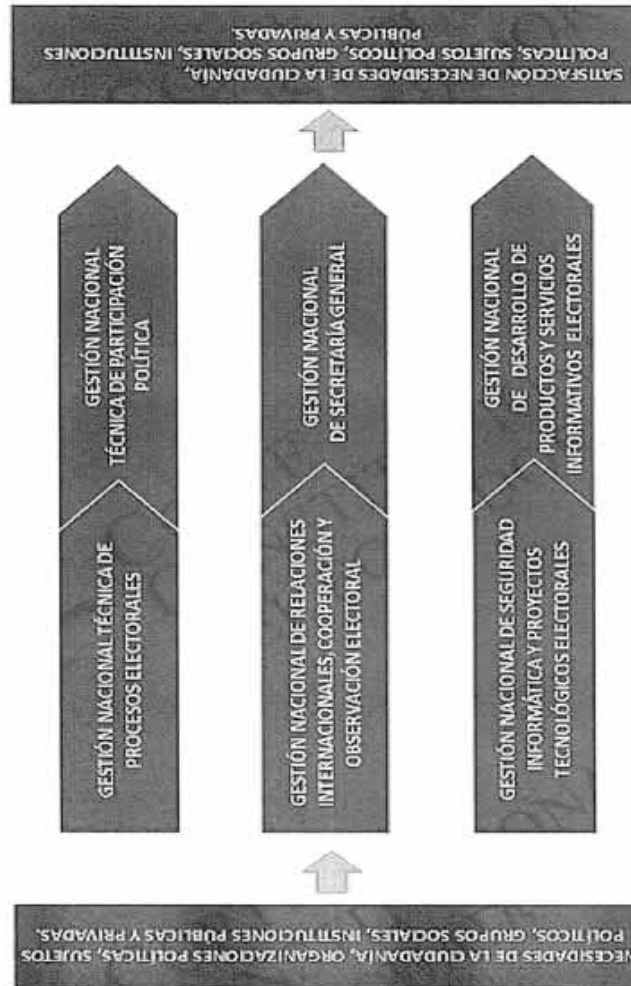 NECESIDADES DE LA CIUDADANÍA, ORGANIZACIONES POLÍTICAS, SUJETOS
POLÍTICOS, GRUPOS SOCIALES, INSTITUCIONES PÚBLICAS Y PRIVADAS.
GESTIÓN NACIONAL TÉCNICA DE
PROCESOS ELECTORALES
GESTIÓN NACIONAL
TÉCNICA DE PARTICIPACIÓN
POLÍTICA
GESTIÓN NACIONAL DE RELACIONES
INTERNACIONALES, COOPERACIÓN Y
OBSERVACIÓN ELECTORAL
GESTIÓN NACIONAL
DE SECRETARÍA GENERAL
GESTIÓN NACIONAL DE SEGURIDAD
INFORMÁTICA Y PROYECTOS
TECNOLÓGICOS ELECTORALES
GESTIÓN NACIONAL
DE DESARROLLO DE
PRODUCTOS Y SERVICIOS
INFORMATIVOS ELECTORALES
SATISFACCIÓN DE NECESIDADES DE LA CIUDADANÍA,
POLÍTICAS, SUJETOS POLÍTICOS, GRUPOS SOCIALES, INSTITUCIONES
PÚBLICAS Y PRIVADAS.